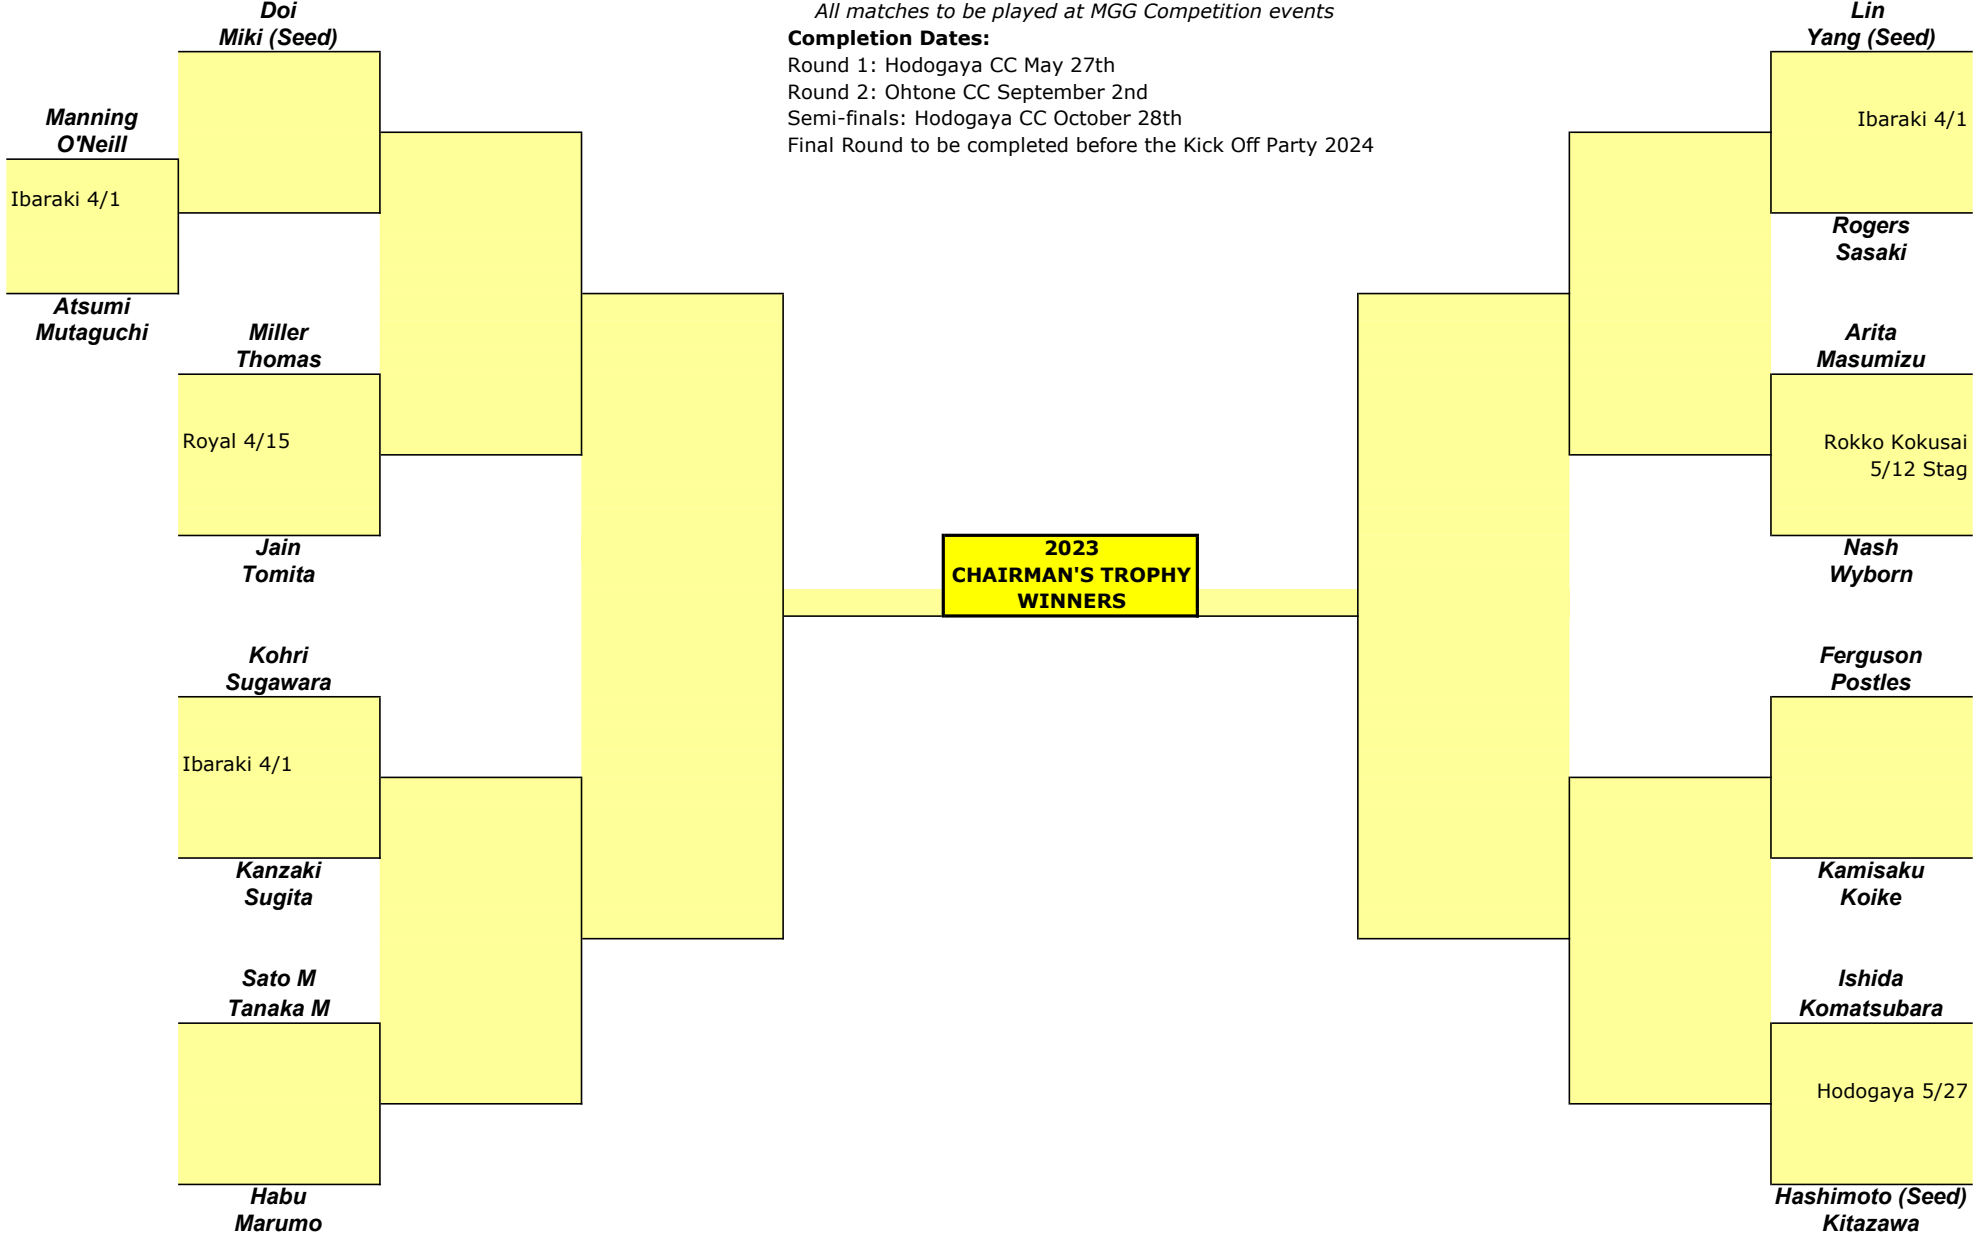 Doi
Miki (Seed)
All matches to be played at MGG Competition events
Completion Dates:
Round 1: Hodogaya CC May 27th
Round 2: Ohtone CC September 2nd
Semi-finals: Hodogaya CC October 28th
Final Round to be completed before the Kick Off Party 2024
Lin
Yang (Seed)
Manning
O'Neill
Ibaraki 4/1
Ibaraki 4/1
Rogers
Sasaki
Atsumi
Mutaguchi
Miller
Thomas
Arita
Masumizu
Royal 4/15
Rokko Kokusai
5/12 Stag
Jain
Tomita
2023
CHAIRMAN'S TROPHY
WINNERS
Nash
Wyborn
Kohri
Sugawara
Ferguson
Postles
Ibaraki 4/1
Kanzaki
Sugita
Kamisaku
Koike
Sato M
Tanaka M
Ishida
Komatsubara
Hodogaya 5/27
Habu
Marumo
Hashimoto (Seed)
Kitazawa